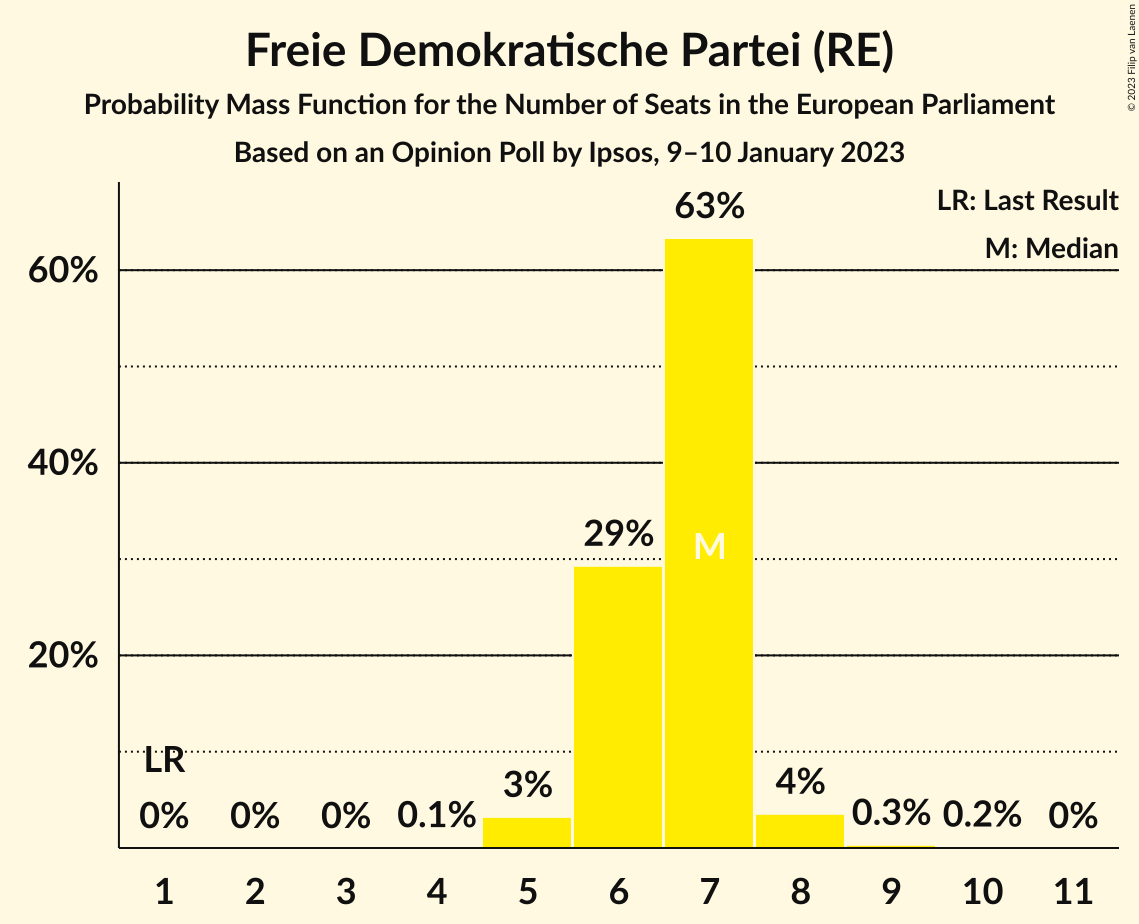 Freie Demokratische Partei (RE)
Probability Mass Function for the Number of Seats in the European Parliament
Based on an Opinion Poll by Ipsos, 9–10 January 2023
© 2023 Filip van Laenen
LR: Last Result
M: Median
60%
40%
20%
LR
0% 0% 0% 0.1% 3% 29% 63% 4% 0.3% 0.2% 0%
M
1 2 3 4 5 6 7 8 9 10 11